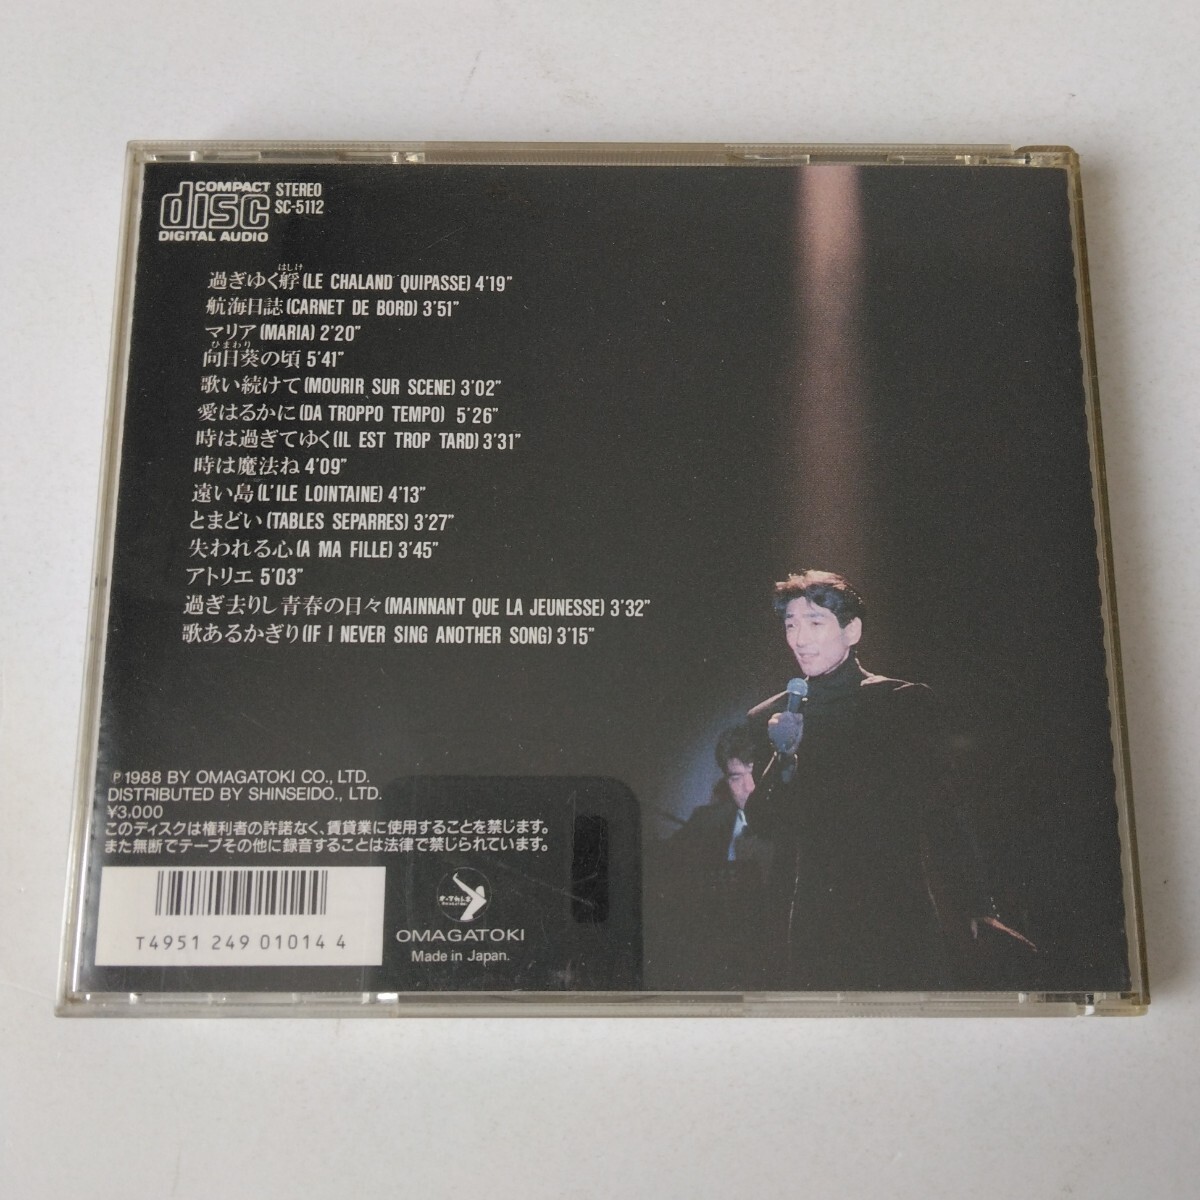 COMPACT
disc
DIGITAL AUDIO
STEREO
SC-5112
はしけ
過ぎゆく艀(LE CHALAND QUIPASSE) 4'19"
航海日誌(CARNET DE BORD) 3'51"
マリア(MARIA) 2'20"
ひまわり
向日葵の頃 5'41"
歌い続けて(MOURIR SUR SCENE) 3'02"
愛はるかに(DA TROPPO TEMPO) 5'26"
時は過ぎてゆく(IL EST TROP TARD) 3'31"
時は魔法ね 4'09"
遠い島(L'ILE LOINTAINE) 4'13"
とまどい(TABLES SEPARRES) 3'27"
失われる心(A MA FILLE) 3'45"
アトリエ 5'03"
過ぎ去りし青春の日々(MAINNANT QUE LA JEUNESSE) 3'32"
歌あるかぎり(IF I NEVER SING ANOTHER SONG) 3'15"
℗1988 BY OMAGATOKI CO., LTD.
DISTRIBUTED BY SHINSEIDO., LTD.
¥3,000
このディスクは権利者の許諾なく、賃貸業に使用することを禁じます。
また無断でテープその他に録音することは法律で禁じられています。
T4951 249 01014 4
OMAGATOKI
Made in Japan.